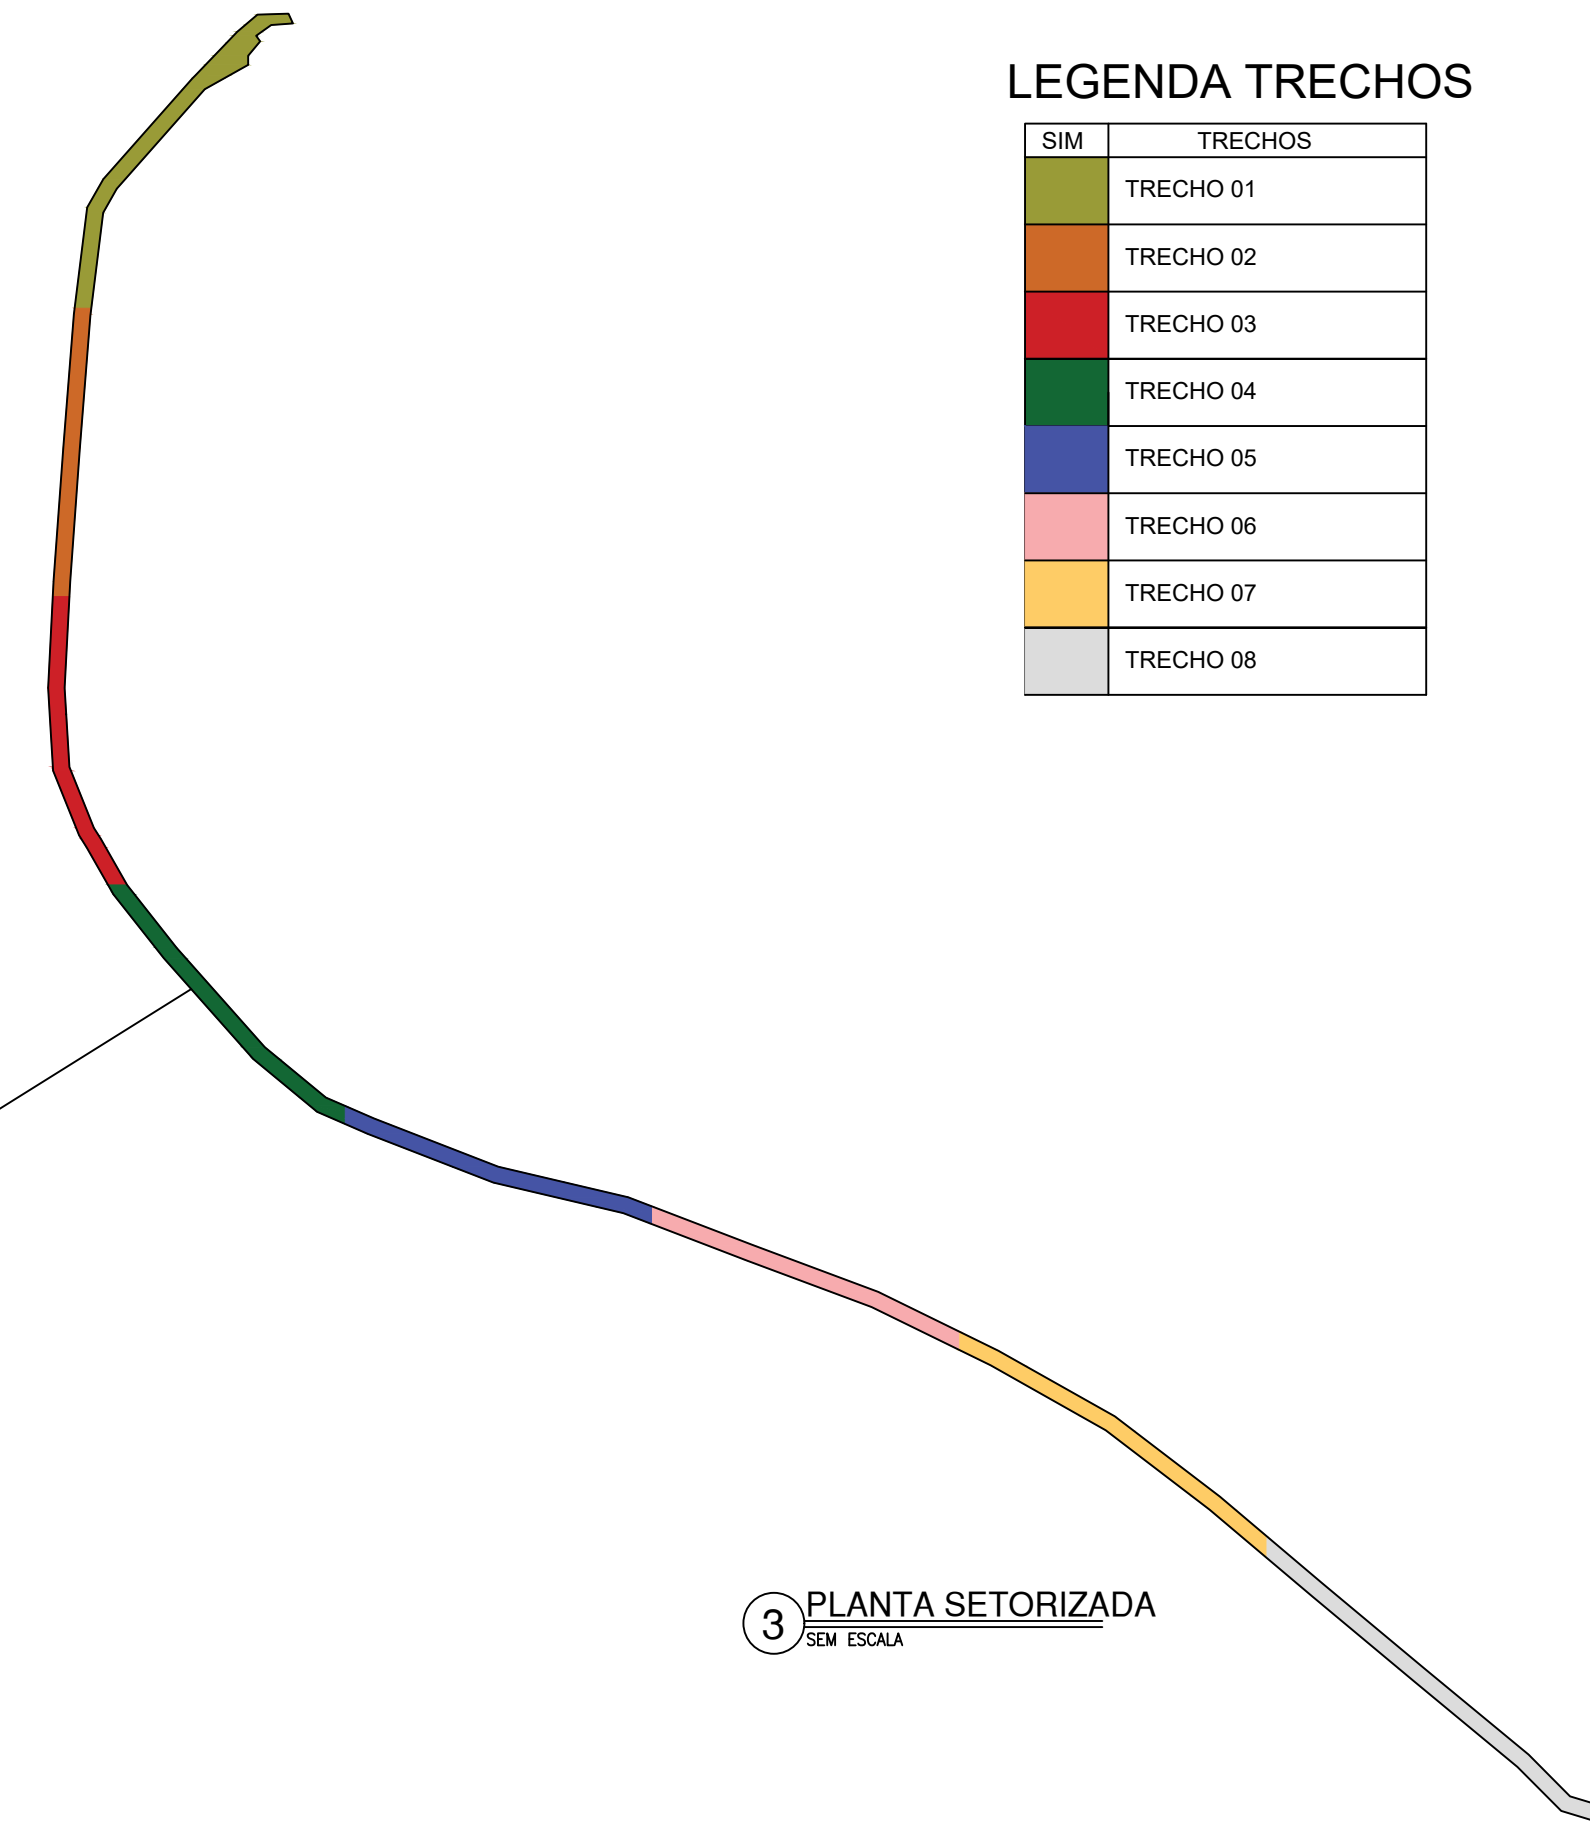 LEGENDA TRECHOS
SIM TRECHOS
TRECHO 01
TRECHO 02
TRECHO 03
TRECHO 04
TRECHO 05
TRECHO 06
TRECHO 07
TRECHO 08
3 PLANTA SETORIZADA
SEM ESCALA